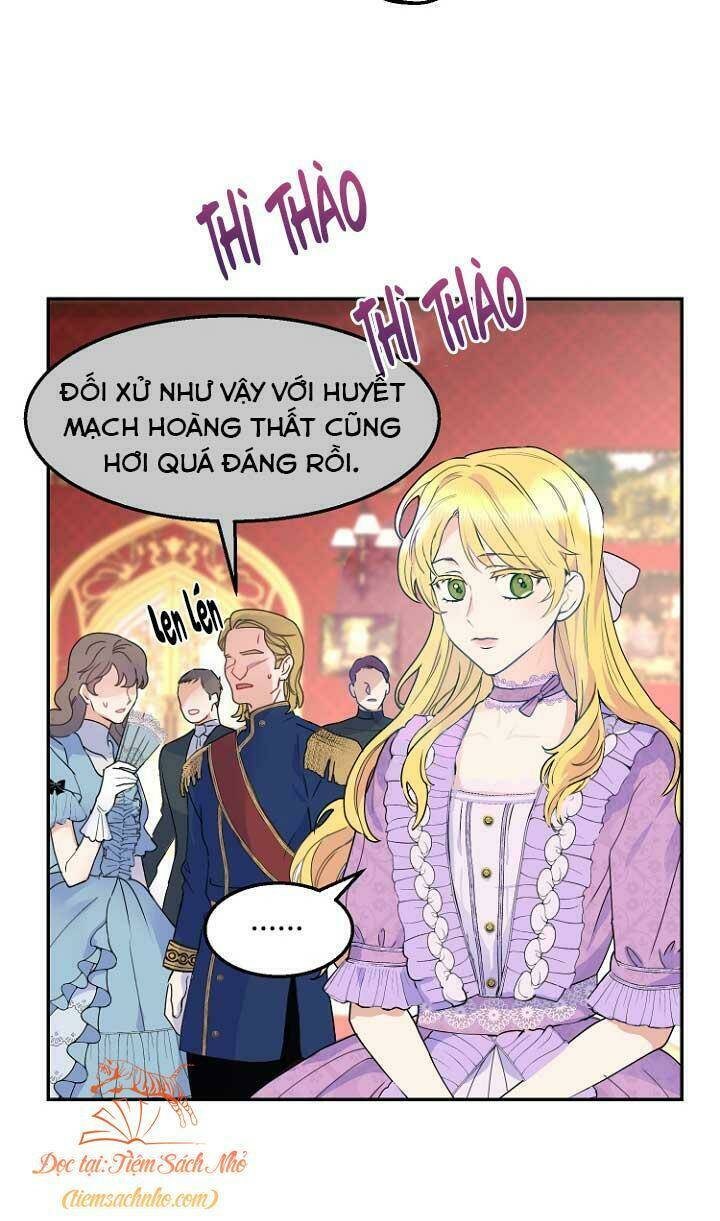 THÌ THÀO
THÌ THÀO
ĐỐI XỬ NHƯ VẬY VỚI HUYẾT
MẠCH HOÀNG THẤT CŨNG
HƠI QUÁ ĐÁNG RỒI.
len lén
......
Đọc tại: Tiệm Sách Nhỏ
(tiemsachnho.com)